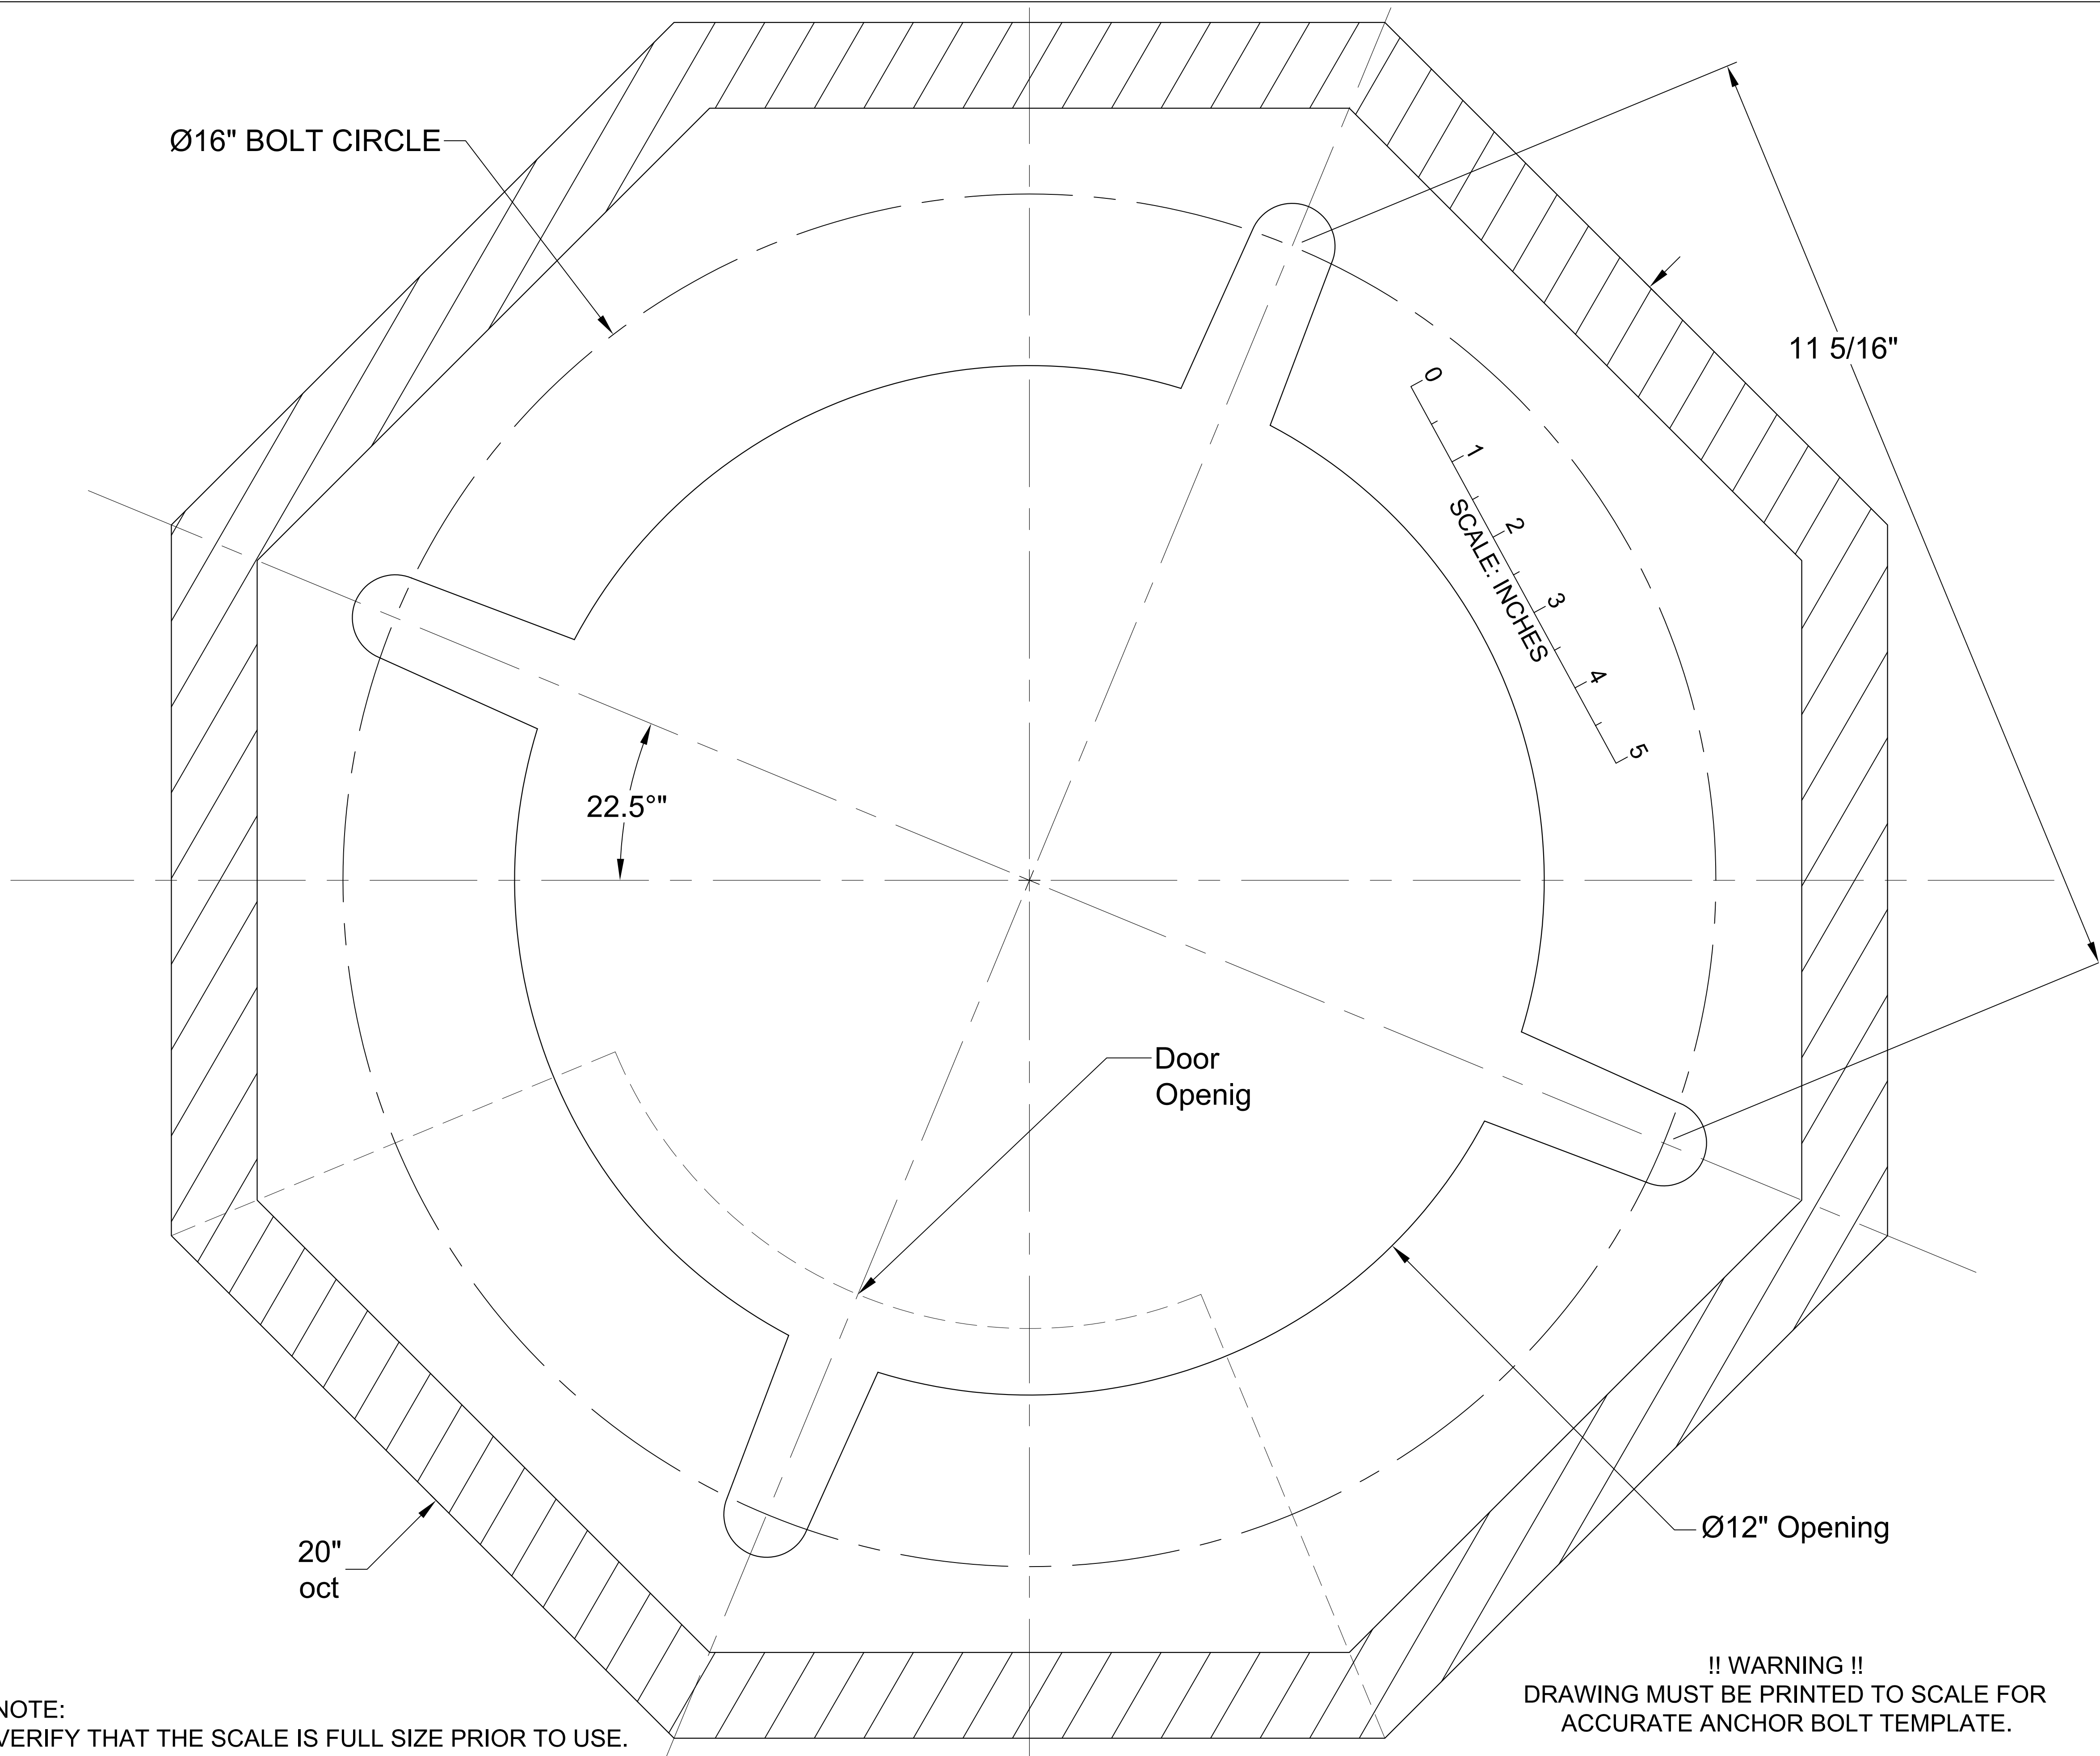 Ø16" BOLT CIRCLE
11 5/16"
0
1
2
3
4
5
SCALE: INCHES
22.5°"
Door
Openig
Ø12" Opening
20"
oct
NOTE:
VERIFY THAT THE SCALE IS FULL SIZE PRIOR TO USE.
!! WARNING !!
DRAWING MUST BE PRINTED TO SCALE FOR
ACCURATE ANCHOR BOLT TEMPLATE.